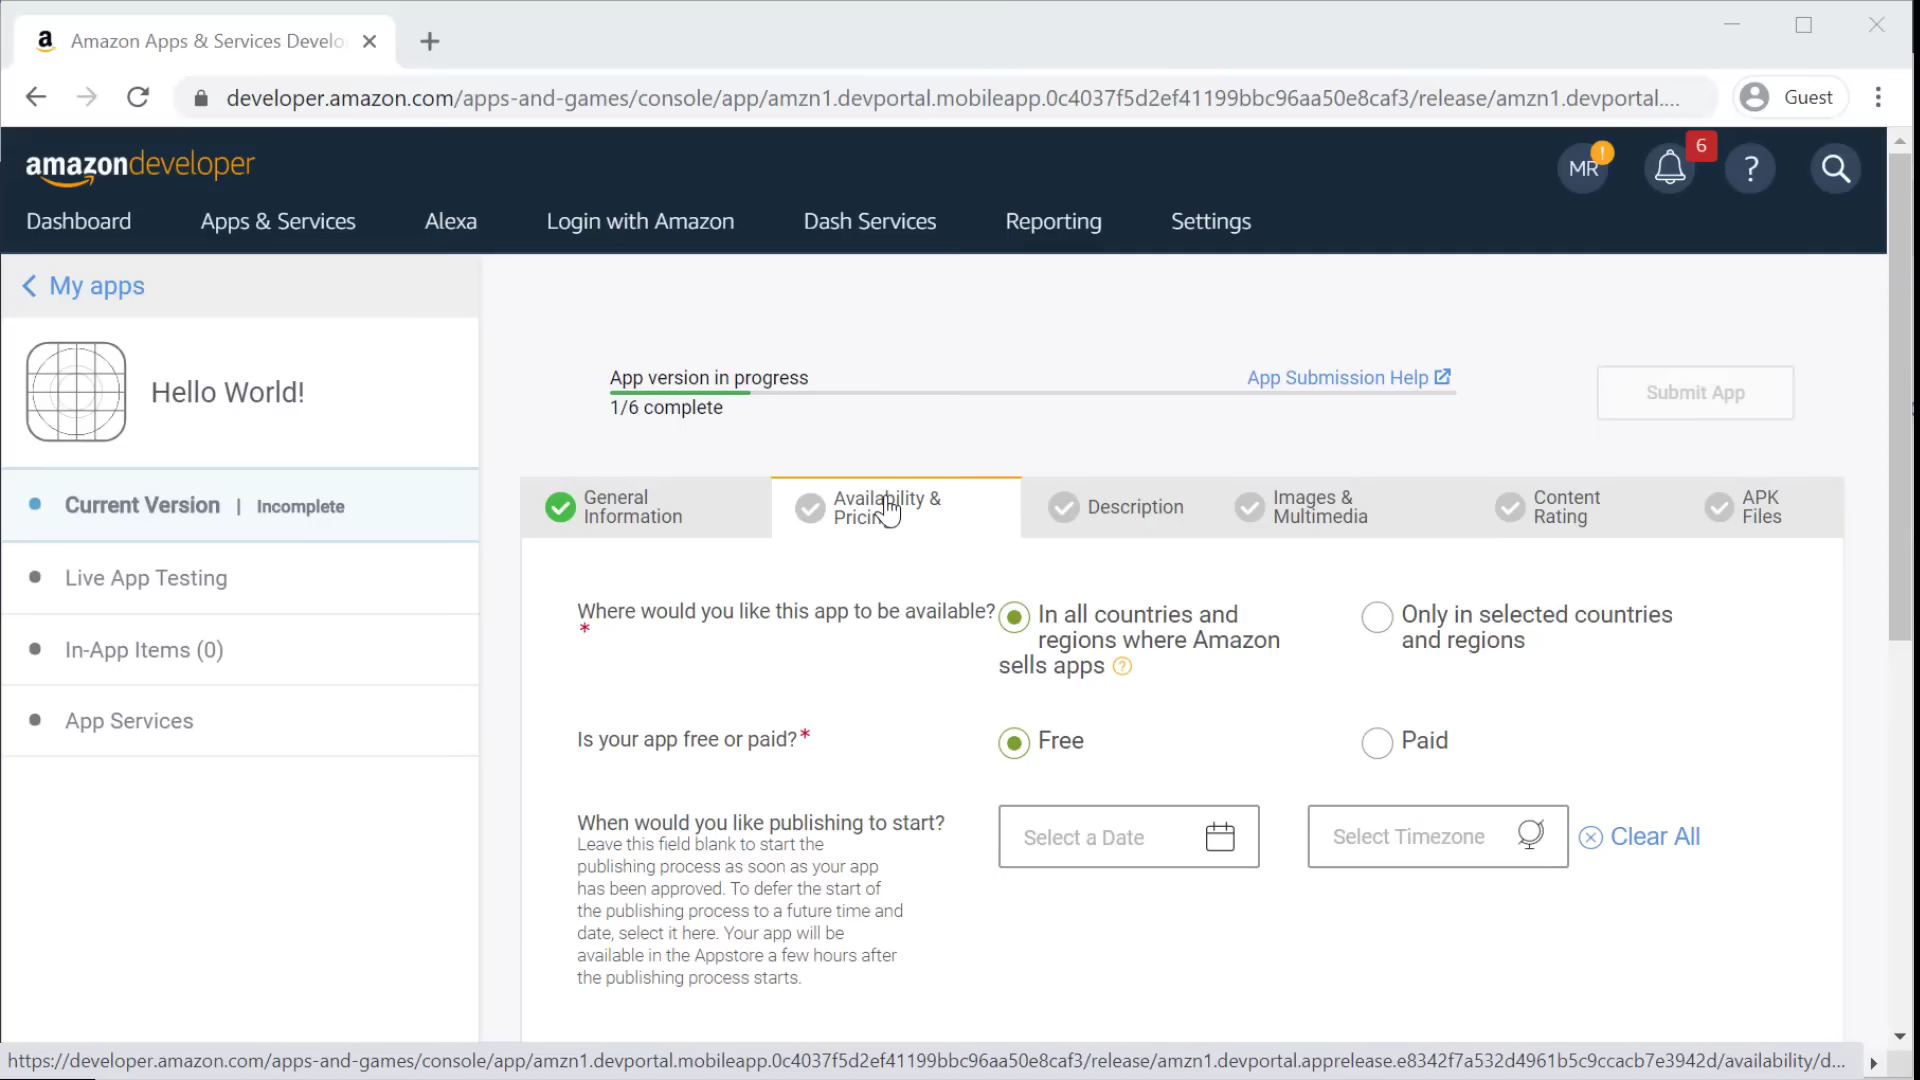 a Amazon Apps & Services Develo
developer.amazon.com/apps-and-games/console/app/amzn1.devportal.mobileapp.0c4037f5d2ef41199bbc96aa50e8caf3/release/amzn1.devportal....
Guest
amazondeveloper
MR
!
6
?
Dashboard
Apps & Services
Alexa
Login with Amazon
Dash Services
Reporting
Settings
My apps
Hello World!
Current Version | Incomplete
Live App Testing
In-App Items (0)
App Services
App version in progress
App Submission Help
1/6 complete
Submit App
General
Information
Availability &
Pricing
Description
Images &
Multimedia
Content
Rating
APK
Files
Where would you like this app to be available?
*
In all countries and
regions where Amazon
sells apps ?
Only in selected countries
and regions
Is your app free or paid?*
Free
Paid
When would you like publishing to start?
Leave this field blank to start the
publishing process as soon as your app
has been approved. To defer the start of
the publishing process to a future time and
date, select it here. Your app will be
available in the Appstore a few hours after
the publishing process starts.
Select a Date
Select Timezone
Clear All
https://developer.amazon.com/apps-and-games/console/app/amzn1.devportal.mobileapp.0c4037f5d2ef41199bbc96aa50e8caf3/release/amzn1.devportal.apprelease.e8342f7a532d4961b5c9ccacb7e3942d/availability/d...